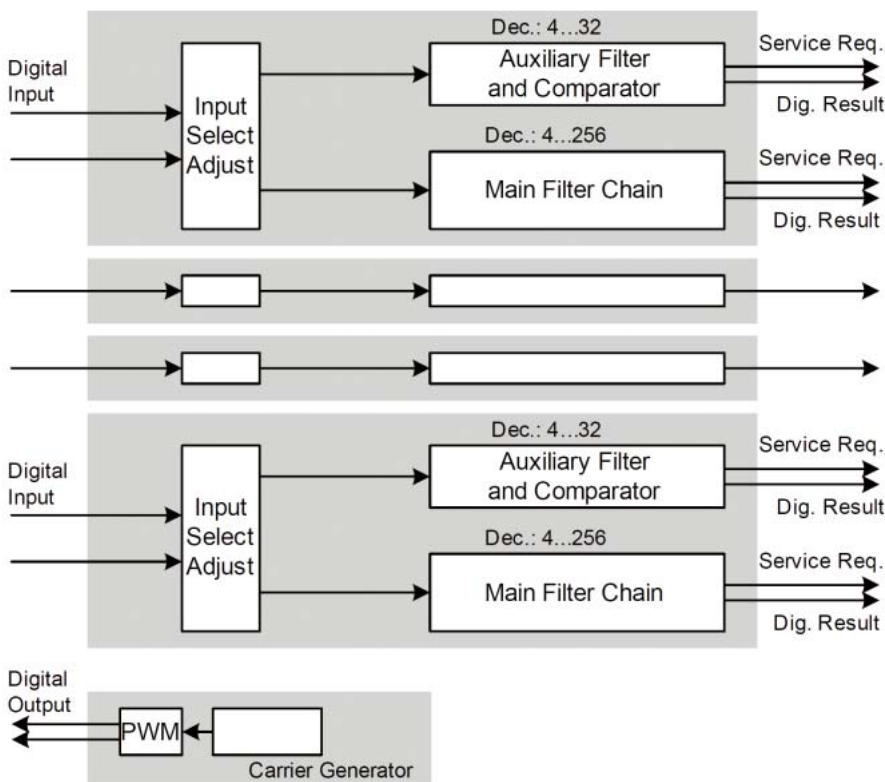 Dec.: 4...32
Digital
Input
Input
Select
Adjust
Auxiliary Filter
and Comparator
Service Req.
Dig. Result
Dec.: 4...256
Main Filter Chain
Service Req.
Dig. Result
Dec.: 4...32
Digital
Input
Input
Select
Adjust
Auxiliary Filter
and Comparator
Service Req.
Dig. Result
Dec.: 4...256
Main Filter Chain
Service Req.
Dig. Result
Digital
Output
PWM
Carrier Generator